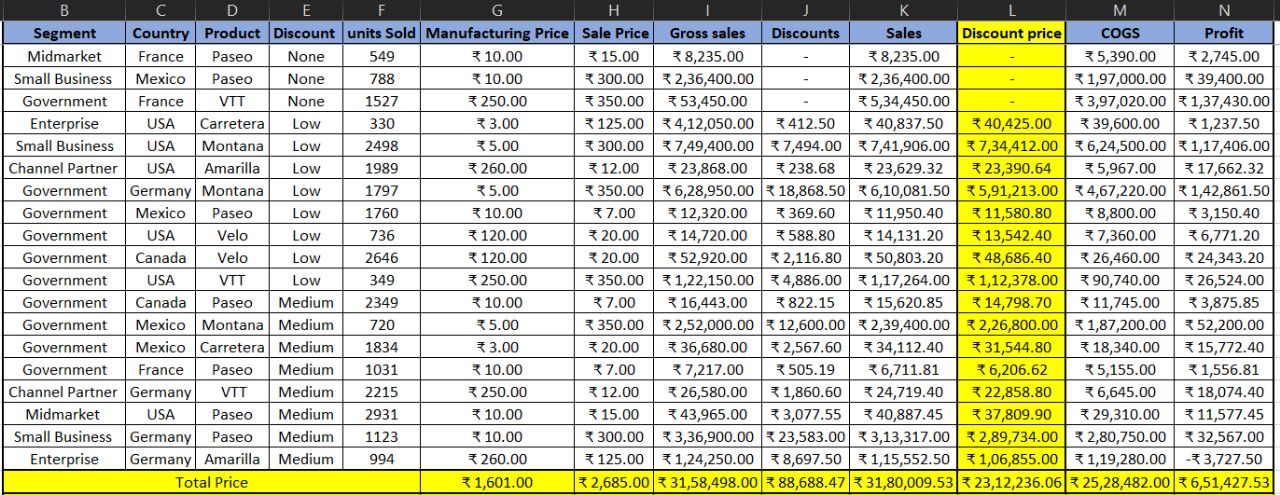 B C D E F G H I J K L M N
Segment Country Product Discount units Sold Manufacturing Price Sale Price Gross sales Discounts Sales Discount price COGS Profit
Midmarket France Paseo None 549 ₹ 10.00 ₹ 15.00 ₹ 8,235.00 - ₹ 8,235.00 - ₹ 5,390.00 ₹ 2,745.00
Small Business Mexico Paseo None 788 ₹ 10.00 ₹ 300.00 ₹ 2,36,400.00 - ₹ 2,36,400.00 - ₹ 1,97,000.00 ₹ 39,400.00
Government France VTT None 1527 ₹ 250.00 ₹ 350.00 ₹ 53,450.00 - ₹ 5,34,450.00 - ₹ 3,97,020.00 ₹ 1,37,430.00
Enterprise USA Carretera Low 330 ₹ 3.00 ₹ 125.00 ₹ 4,12,050.00 ₹ 412.50 ₹ 40,837.50 ₹ 40,425.00 ₹ 39,600.00 ₹ 1,237.50
Small Business USA Montana Low 2498 ₹ 5.00 ₹ 300.00 ₹ 7,49,400.00 ₹ 7,494.00 ₹ 7,41,906.00 ₹ 7,34,412.00 ₹ 6,24,500.00 ₹ 1,17,406.00
Channel Partner USA Amarilla Low 1989 ₹ 260.00 ₹ 12.00 ₹ 23,868.00 ₹ 238.68 ₹ 23,629.32 ₹ 23,390.64 ₹ 5,967.00 ₹ 17,662.32
Government Germany Montana Low 1797 ₹ 5.00 ₹ 350.00 ₹ 6,28,950.00 ₹ 18,868.50 ₹ 6,10,081.50 ₹ 5,91,213.00 ₹ 4,67,220.00 ₹ 1,42,861.50
Government Mexico Paseo Low 1760 ₹ 10.00 ₹ 7.00 ₹ 12,320.00 ₹ 369.60 ₹ 11,950.40 ₹ 11,580.80 ₹ 8,800.00 ₹ 3,150.40
Government USA Velo Low 736 ₹ 120.00 ₹ 20.00 ₹ 14,720.00 ₹ 588.80 ₹ 14,131.20 ₹ 13,542.40 ₹ 7,360.00 ₹ 6,771.20
Government Canada Velo Low 2646 ₹ 120.00 ₹ 20.00 ₹ 52,920.00 ₹ 2,116.80 ₹ 50,803.20 ₹ 48,686.40 ₹ 26,460.00 ₹ 24,343.20
Government USA VTT Low 349 ₹ 250.00 ₹ 350.00 ₹ 1,22,150.00 ₹ 4,886.00 ₹ 1,17,264.00 ₹ 1,12,378.00 ₹ 90,740.00 ₹ 26,524.00
Government Canada Paseo Medium 2349 ₹ 10.00 ₹ 7.00 ₹ 16,443.00 ₹ 822.15 ₹ 15,620.85 ₹ 14,798.70 ₹ 11,745.00 ₹ 3,875.85
Government Mexico Montana Medium 720 ₹ 5.00 ₹ 350.00 ₹ 2,52,000.00 ₹ 12,600.00 ₹ 2,39,400.00 ₹ 2,26,800.00 ₹ 1,87,200.00 ₹ 52,200.00
Government Mexico Carretera Medium 1834 ₹ 3.00 ₹ 20.00 ₹ 36,680.00 ₹ 2,567.60 ₹ 34,112.40 ₹ 31,544.80 ₹ 18,340.00 ₹ 15,772.40
Government France Paseo Medium 1031 ₹ 10.00 ₹ 7.00 ₹ 7,217.00 ₹ 505.19 ₹ 6,711.81 ₹ 6,206.62 ₹ 5,155.00 ₹ 1,556.81
Channel Partner Germany VTT Medium 2215 ₹ 250.00 ₹ 12.00 ₹ 26,580.00 ₹ 1,860.60 ₹ 24,719.40 ₹ 22,858.80 ₹ 6,645.00 ₹ 18,074.40
Midmarket USA Paseo Medium 2931 ₹ 10.00 ₹ 15.00 ₹ 43,965.00 ₹ 3,077.55 ₹ 40,887.45 ₹ 37,809.90 ₹ 29,310.00 ₹ 11,577.45
Small Business Germany Paseo Medium 1123 ₹ 10.00 ₹ 300.00 ₹ 3,36,900.00 ₹ 23,583.00 ₹ 3,13,317.00 ₹ 2,89,734.00 ₹ 2,80,750.00 ₹ 32,567.00
Enterprise Germany Amarilla Medium 994 ₹ 260.00 ₹ 125.00 ₹ 1,24,250.00 ₹ 8,697.50 ₹ 1,15,552.50 ₹ 1,06,855.00 ₹ 1,19,280.00 -₹ 3,727.50
Total Price ₹ 1,601.00 ₹ 2,685.00 ₹ 31,58,498.00 ₹ 88,688.47 ₹ 31,80,009.53 ₹ 23,12,236.06 ₹ 25,28,482.00 ₹ 6,51,427.53